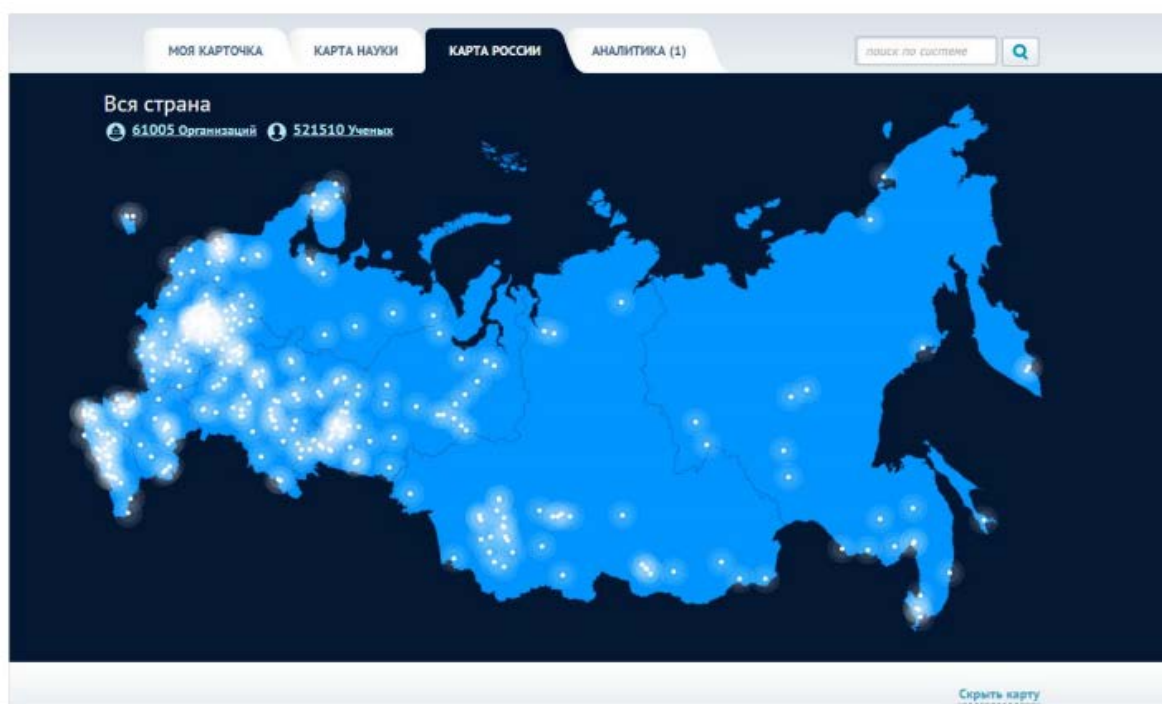 МОЯ КАРТОЧКА КАРТА НАУКИ КАРТА РОССИИ АНАЛИТИКА (1) поиск по системе
Вся страна
61005 Организаций 521510 Ученых
Скрыть карту